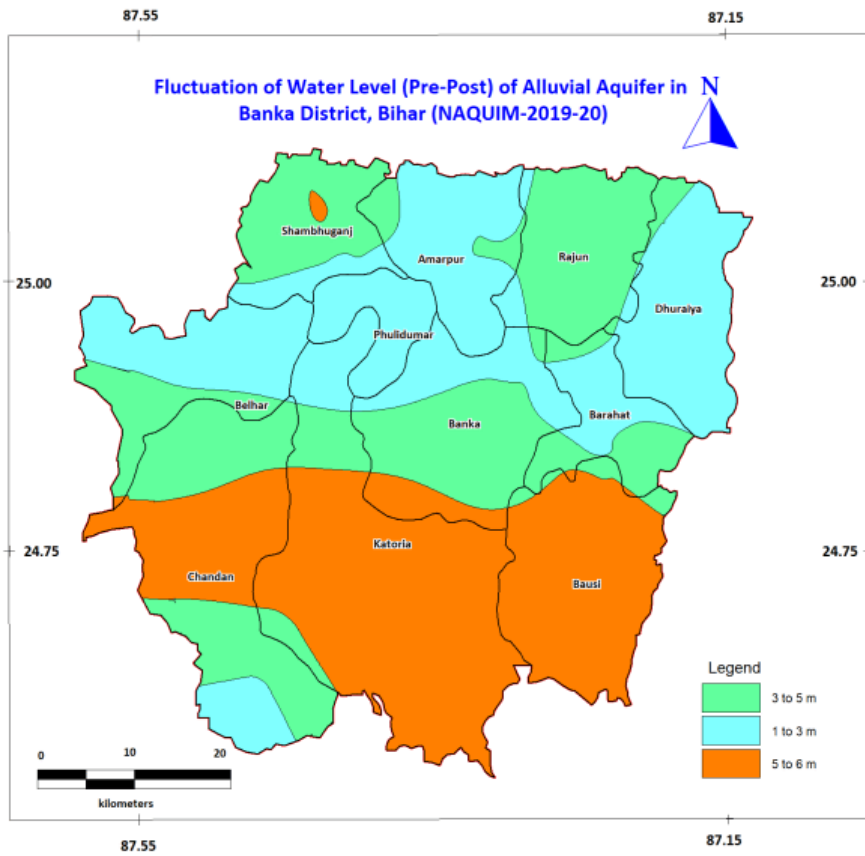 87.55 87.15
Fluctuation of Water Level (Pre-Post) of Alluvial Aquifer in
Banka District, Bihar (NAQUIM-2019-20)
N
Shambhuganj
Amarpur
Rajun
25.00 25.00
Dhuraiya
Phulidumar
Belhar
Barahat
Banka
24.75 24.75
Katoria
Chandan
Bausi
Legend
3 to 5 m
1 to 3 m
5 to 6 m
0 10 20
kilometers
87.55 87.15